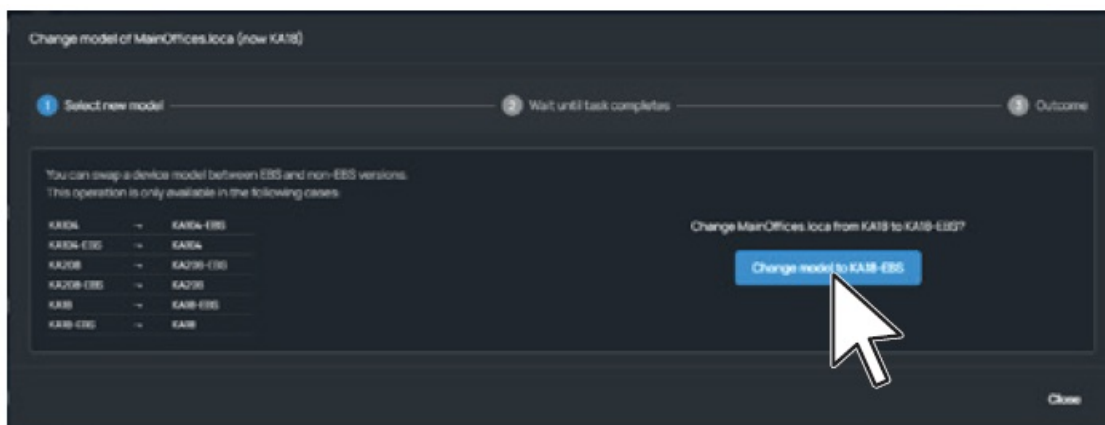 Change model of MainOffices.loca (now KA18)
1 Select new model
2 Wait until task completes
3 Outcome
You can swap a device model between EBS and non-EBS versions.
This operation is only available in the following cases:
KA104 → KA104-EBS
KA104-EBS → KA104
KA208 → KA208-EBS
KA208-EBS → KA208
KA18 → KA18-EBS
KA18-EBS → KA18
Change MainOffices.loca from KA18 to KA18-EBS?
Change model to KA18-EBS
Close